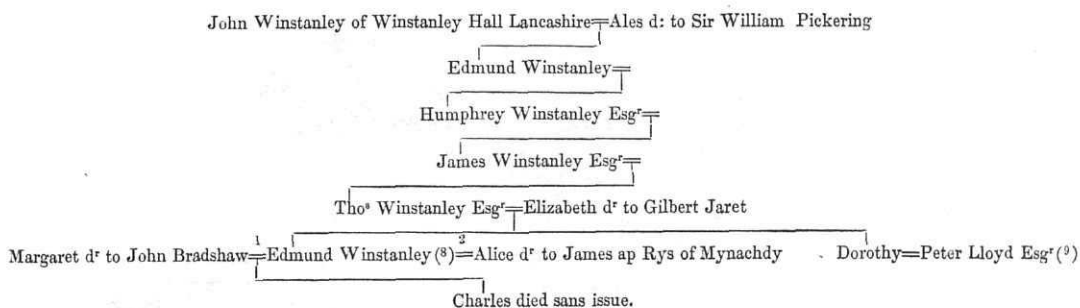 John Winstanley of Winstanley Hall Lancashire=Ales d: to Sir William Pickering
Edmund Winstanley=
Humphrey Winstanley Esgʳ=
James Winstanley Esgʳ=
Thoˢ Winstanley Esgʳ=Elizabeth dʳ to Gilbert Jaret
Margaret dʳ to John Bradshaw¹=Edmund Winstanley(⁸)²=Alice dʳ to James ap Rys of Mynachdy Dorothy=Peter Lloyd Esgʳ(⁹)
Charles died sans issue.